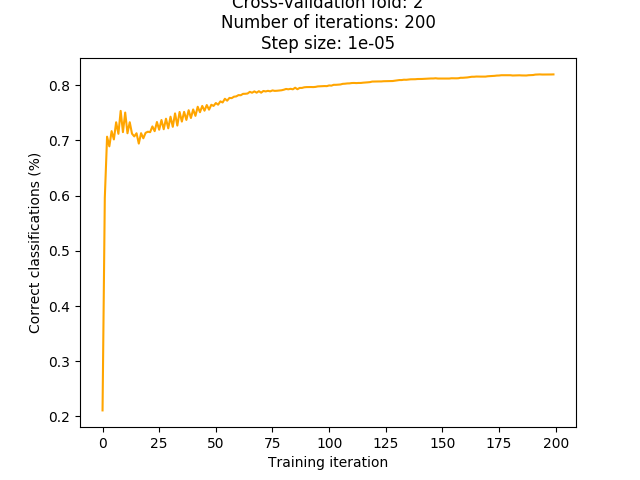 Cross-validation fold: 2
Number of iterations: 200
Step size: 1e-05
0.8
0.7
0.6
0.5
0.4
0.3
0.2
Correct classifications (%)
0 25 50 75 100 125 150 175 200
Training iteration